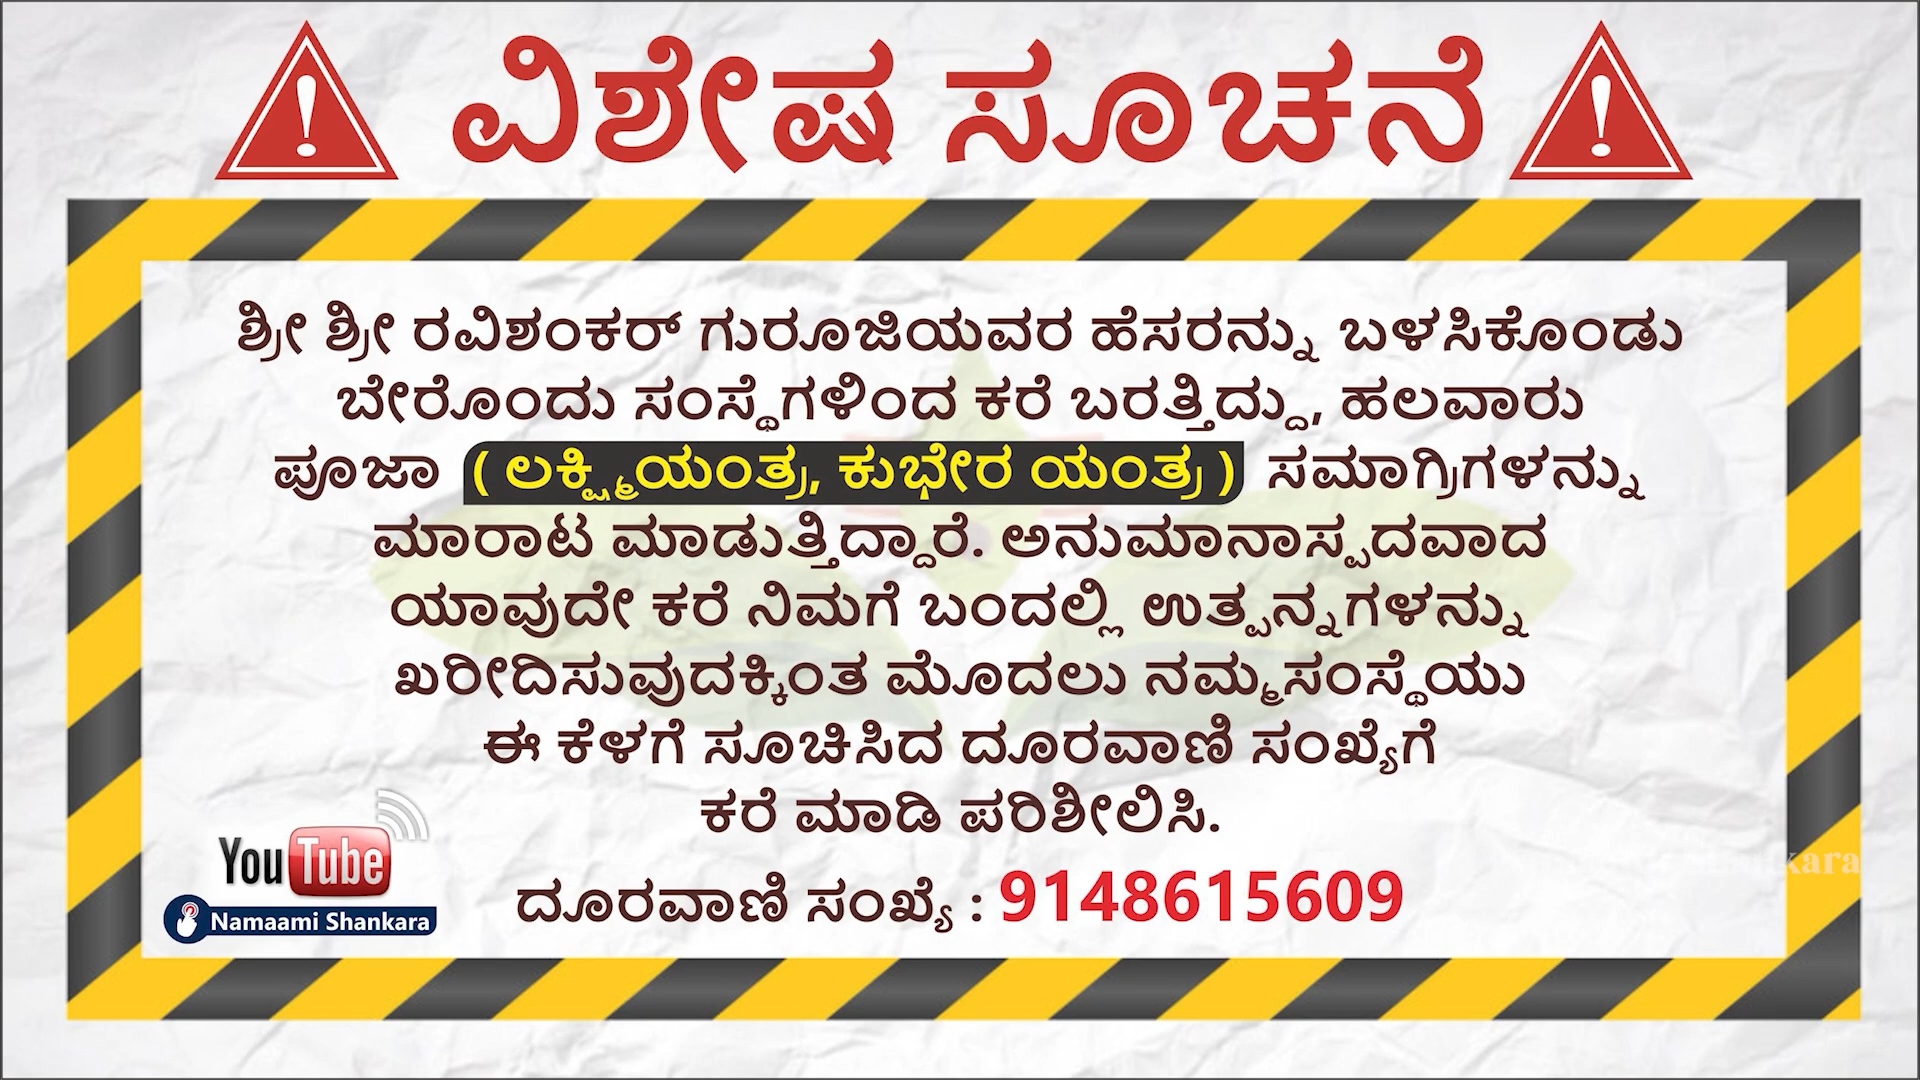 ವಿಶೇಷ ಸೂಚನೆ
ಶ್ರೀ ಶ್ರೀ ರವಿಶಂಕರ್ ಗುರೂಜಿಯವರ ಹೆಸರನ್ನು ಬಳಸಿಕೊಂಡು
ಬೇರೊಂದು ಸಂಸ್ಥೆಗಳಿಂದ ಕರೆ ಬರುತ್ತಿದ್ದು, ಹಲವಾರು
ಪೂಜಾ ( ಲಕ್ಷ್ಮಿಯಂತ್ರ, ಕುಭೇರ ಯಂತ್ರ ) ಸಮಾಗ್ರಿಗಳನ್ನು
ಮಾರಾಟ ಮಾಡುತ್ತಿದ್ದಾರೆ. ಅನುಮಾನಾಸ್ಪದವಾದ
ಯಾವುದೇ ಕರೆ ನಿಮಗೆ ಬಂದಲ್ಲಿ ಉತ್ಪನ್ನಗಳನ್ನು
ಖರೀದಿಸುವುದಕ್ಕಿಂತ ಮೊದಲು ನಮ್ಮಸಂಸ್ಥೆಯು
ಈ ಕೆಳಗೆ ಸೂಚಿಸಿದ ದೂರವಾಣಿ ಸಂಖ್ಯೆಗೆ
ಕರೆ ಮಾಡಿ ಪರಿಶೀಲಿಸಿ.
ದೂರವಾಣಿ ಸಂಖ್ಯೆ : 9148615609
YouTube
Namaami Shankara